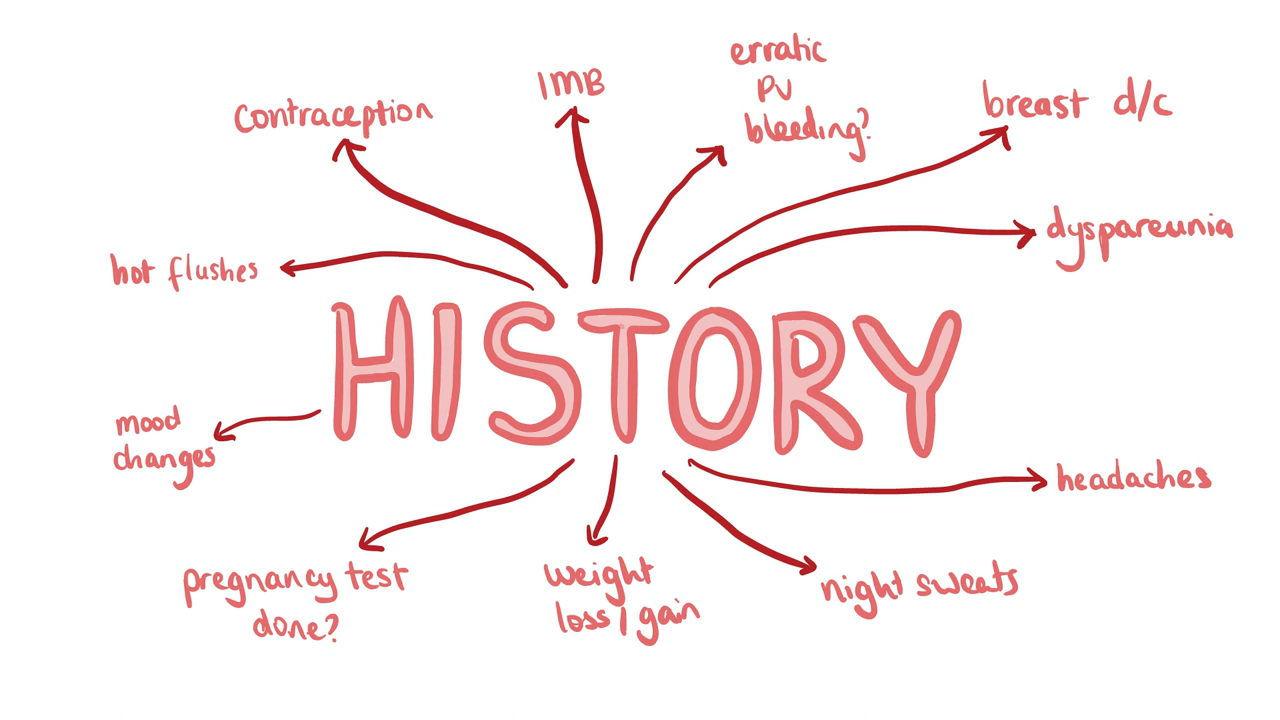 erratic
PV
bleeding?
IMB
contraception
breast d/c
dyspareunia
hot flushes
HISTORY
mood
changes
headaches
pregnancy test
done?
weight
loss / gain
night sweats